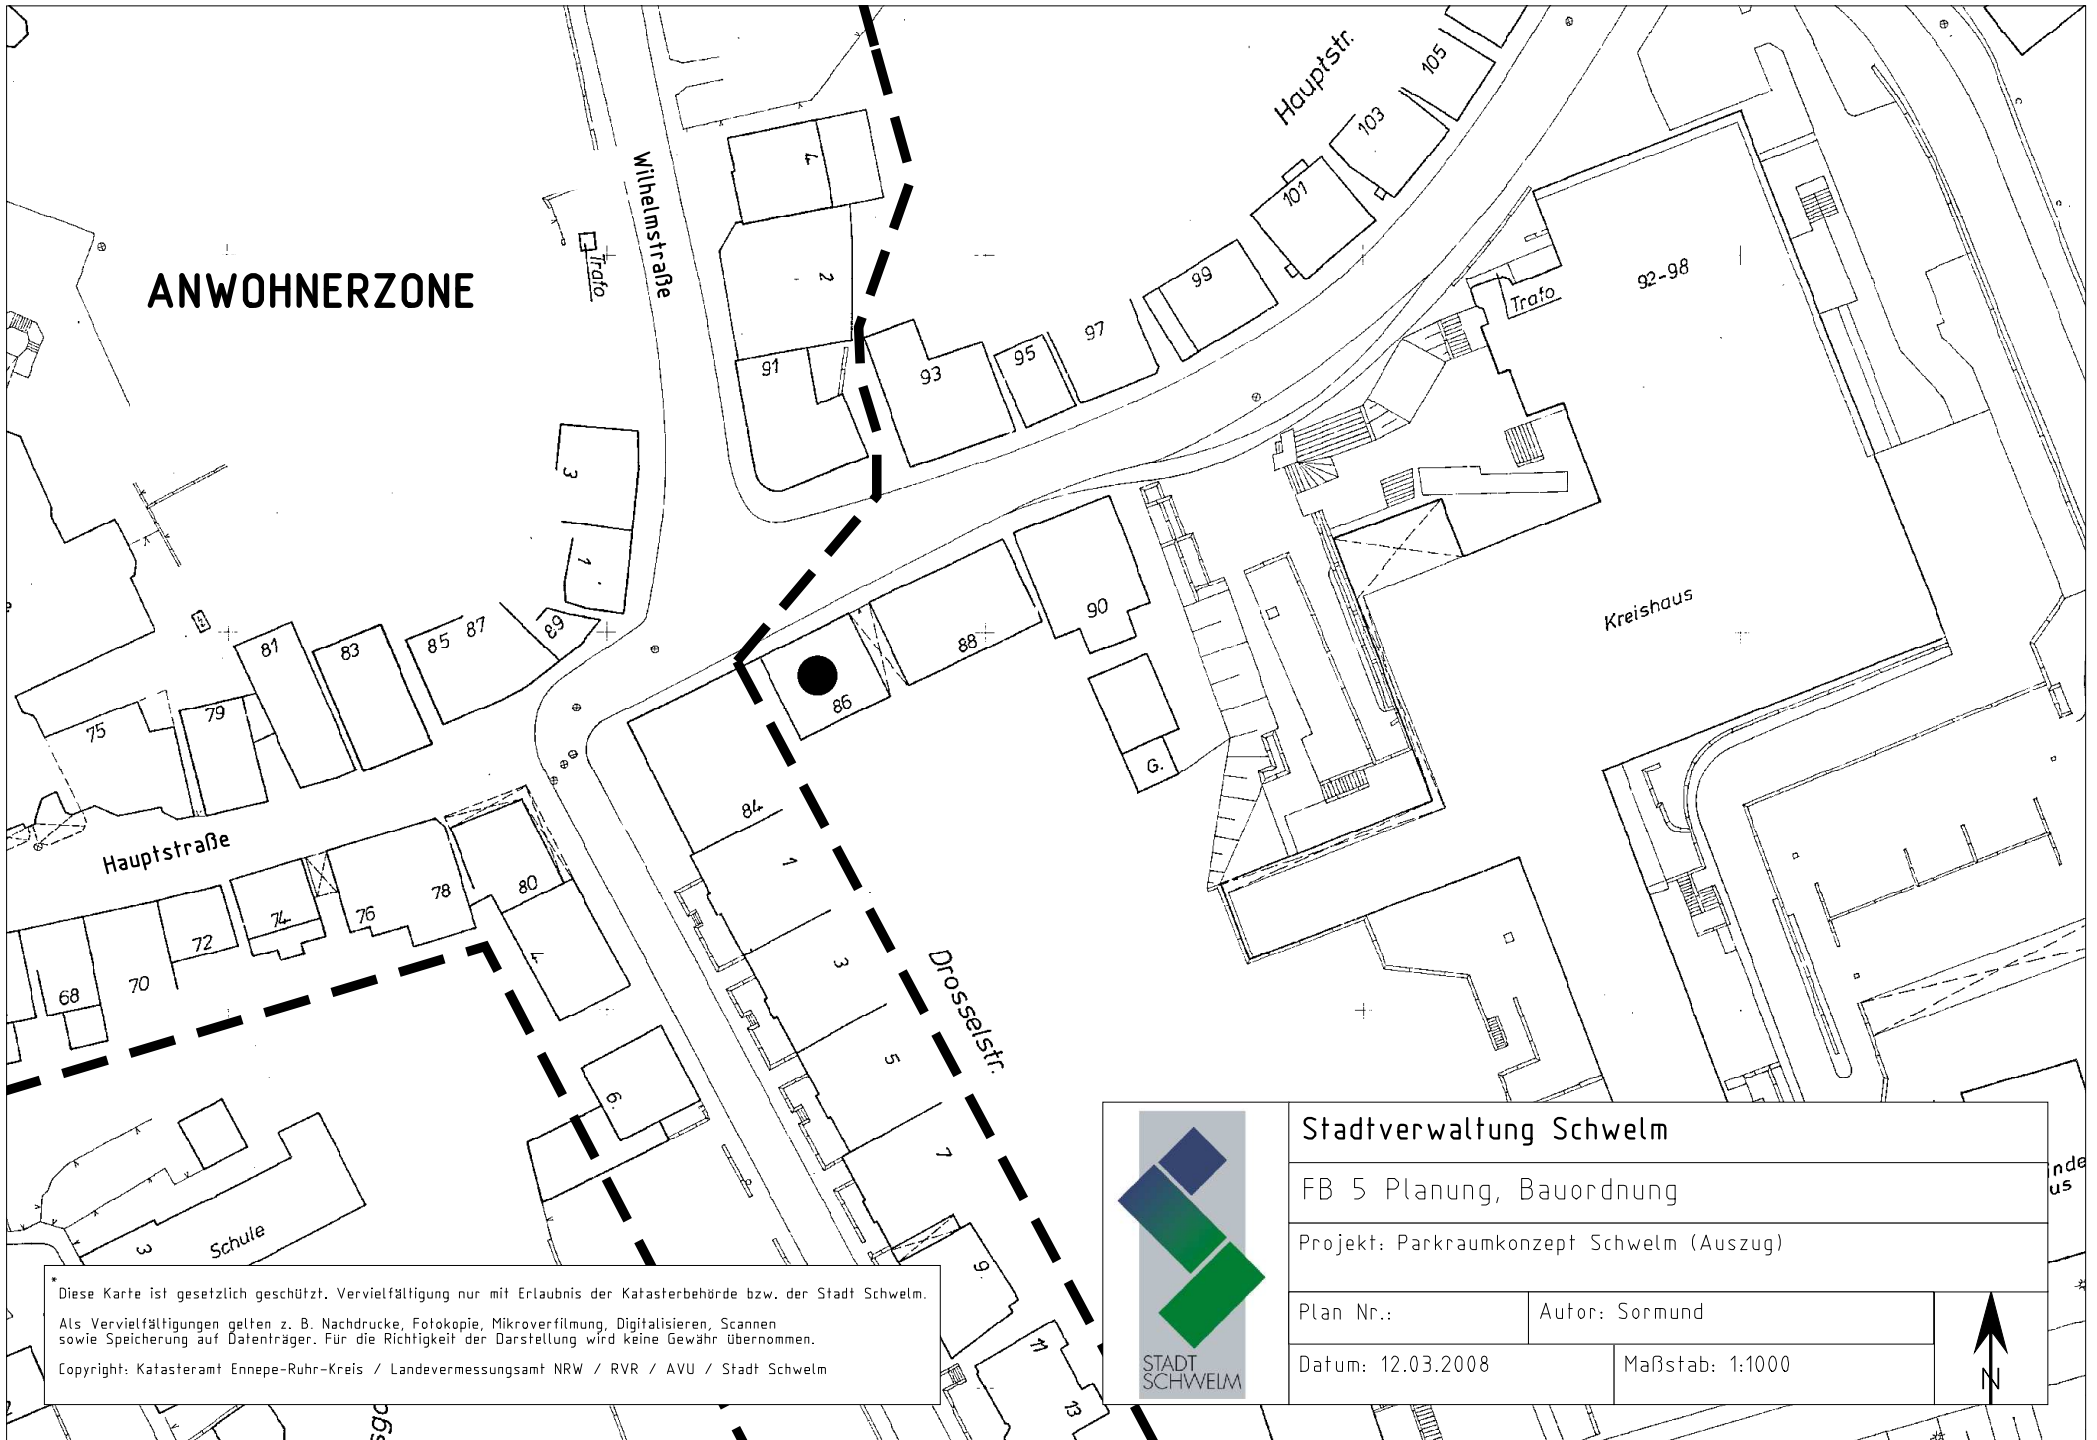 Hauptstr.
105
103
101
99
97
95
93
91
4
2
Wilhelmstraße
Trafo
ANWOHNERZONE
92-98
Trafo
Kreishaus
3
1
89
87
85
83
81
79
75
90
88
86
84
G.
Hauptstraße
80
78
76
74
72
70
68
4
6.
1
3
5
7
9.
11
13
Drosselstr.
Schule
3
Stadtverwaltung Schwelm
FB 5 Planung, Bauordnung
Projekt: Parkraumkonzept Schwelm (Auszug)
Plan Nr.:
Autor: Sormund
Datum: 12.03.2008
Maßstab: 1:1000
N
STADT
SCHWELM
* Diese Karte ist gesetzlich geschützt. Vervielfältigung nur mit Erlaubnis der Katasterbehörde bzw. der Stadt Schwelm.
Als Vervielfältigungen gelten z. B. Nachdrucke, Fotokopie, Mikroverfilmung, Digitalisieren, Scannen
sowie Speicherung auf Datenträger. Für die Richtigkeit der Darstellung wird keine Gewähr übernommen.
Copyright: Katasteramt Ennepe-Ruhr-Kreis / Landevermessungsamt NRW / RVR / AVU / Stadt Schwelm